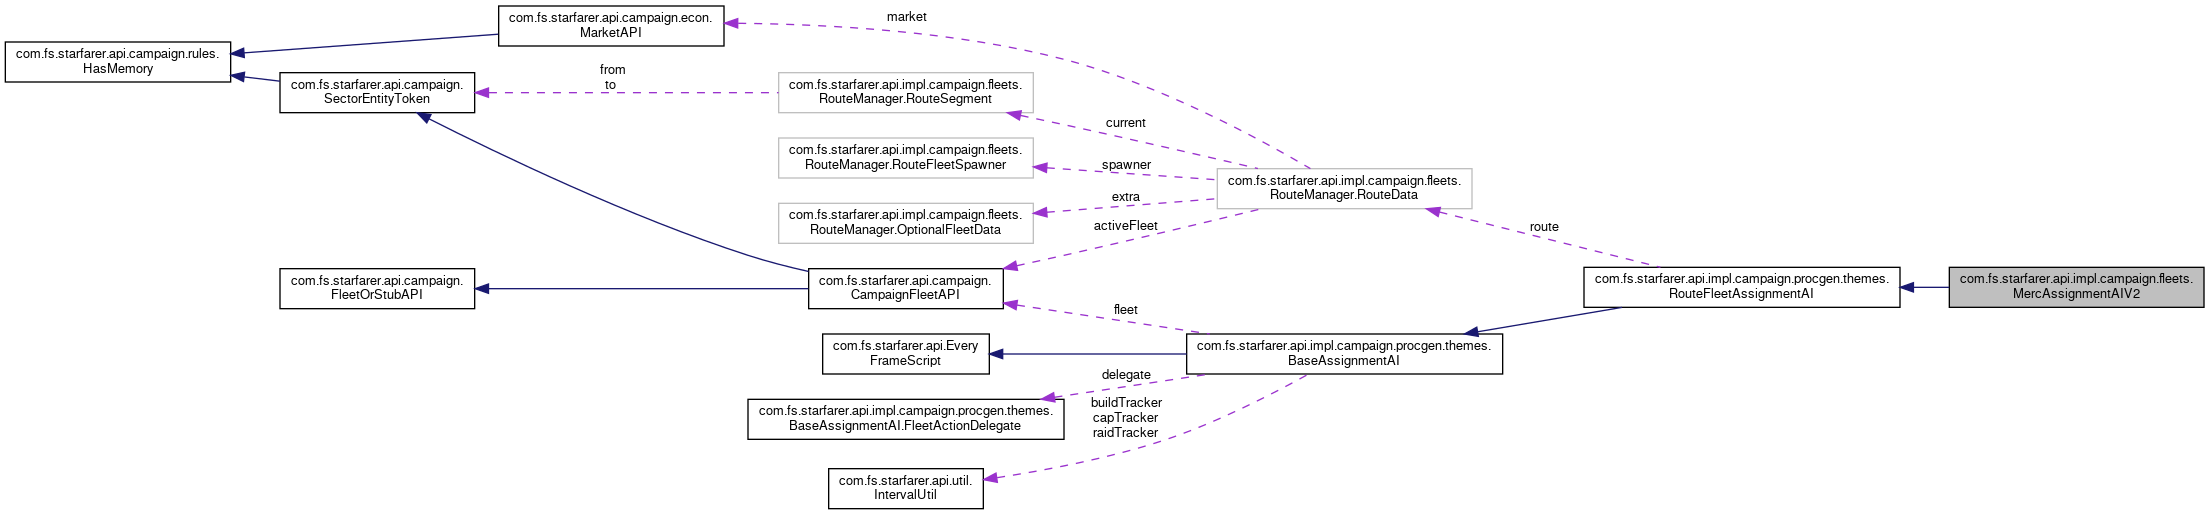 com.fs.starfarer.api.campaign.rules.
HasMemory
com.fs.starfarer.api.campaign.econ.
MarketAPI
com.fs.starfarer.api.campaign.
SectorEntityToken
from
to
market
com.fs.starfarer.api.impl.campaign.fleets.
RouteManager.RouteSegment
current
com.fs.starfarer.api.impl.campaign.fleets.
RouteManager.RouteFleetSpawner
spawner
com.fs.starfarer.api.impl.campaign.fleets.
RouteManager.OptionalFleetData
extra
activeFleet
com.fs.starfarer.api.impl.campaign.fleets.
RouteManager.RouteData
route
com.fs.starfarer.api.campaign.
FleetOrStubAPI
com.fs.starfarer.api.campaign.
CampaignFleetAPI
fleet
com.fs.starfarer.api.impl.campaign.procgen.themes.
RouteFleetAssignmentAI
com.fs.starfarer.api.impl.campaign.fleets.
MercAssignmentAIV2
com.fs.starfarer.api.Every
FrameScript
com.fs.starfarer.api.impl.campaign.procgen.themes.
BaseAssignmentAI
delegate
com.fs.starfarer.api.impl.campaign.procgen.themes.
BaseAssignmentAI.FleetActionDelegate
buildTracker
capTracker
raidTracker
com.fs.starfarer.api.util.
IntervalUtil